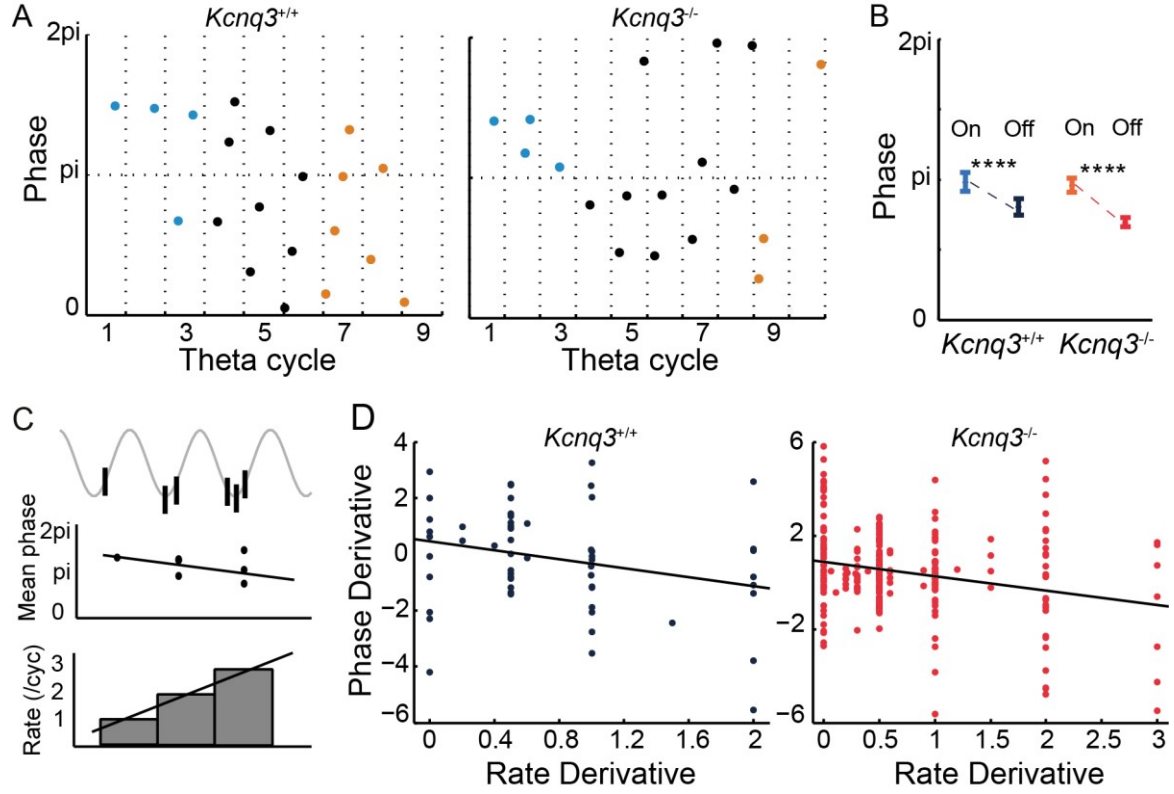 A
Kcnq3+/+
Kcnq3-/-
2pi
pi
0
Phase
1 3 5 7 9
Theta cycle
1 3 5 7 9
Theta cycle
B
2pi
pi
0
Phase
On Off On Off
**** ****
Kcnq3+/+ Kcnq3-/-
C
2pi
pi
0
Mean phase
3
2
1
Rate (/cyc)
D
Kcnq3+/+
4
2
0
−2
−4
−6
Phase Derivative
0 0.4 0.8 1.2 1.6 2
Rate Derivative
Kcnq3-/-
6
2
−2
−6
0 0.5 1 1.5 2 2.5 3
Rate Derivative